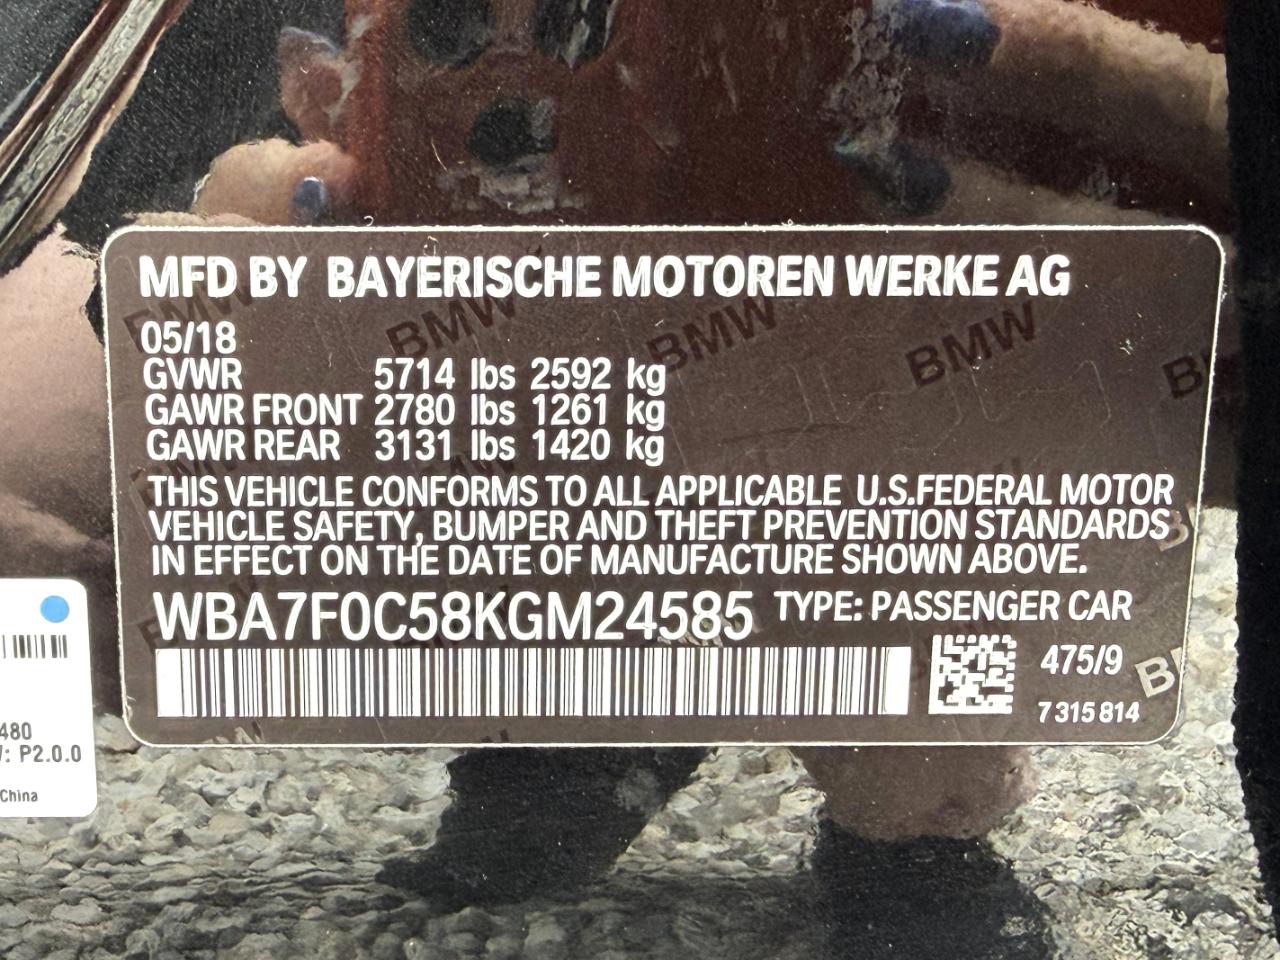 MFD BY BAYERISCHE MOTOREN WERKE AG
05/18
GVWR 5714 lbs 2592 kg
GAWR FRONT 2780 lbs 1261 kg
GAWR REAR 3131 lbs 1420 kg
THIS VEHICLE CONFORMS TO ALL APPLICABLE U.S.FEDERAL MOTOR
VEHICLE SAFETY, BUMPER AND THEFT PREVENTION STANDARDS
IN EFFECT ON THE DATE OF MANUFACTURE SHOWN ABOVE.
WBA7F0C58KGM24585 TYPE: PASSENGER CAR
475/9
7 315 814
BMW
BMW
BMW
480
: P2.0.0
China